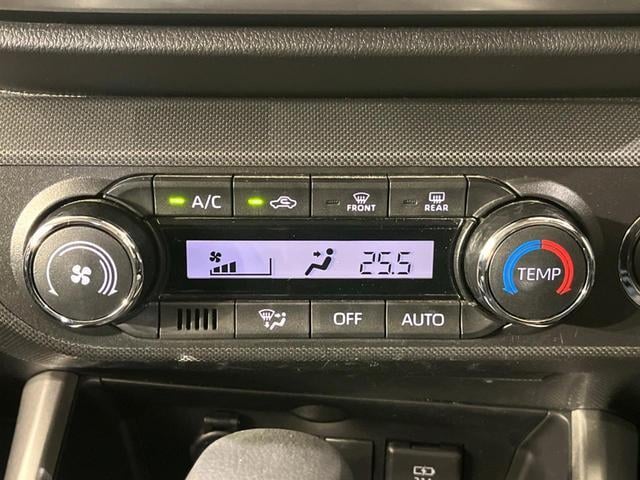 A/C
FRONT
REAR
25.5
TEMP
OFF
AUTO